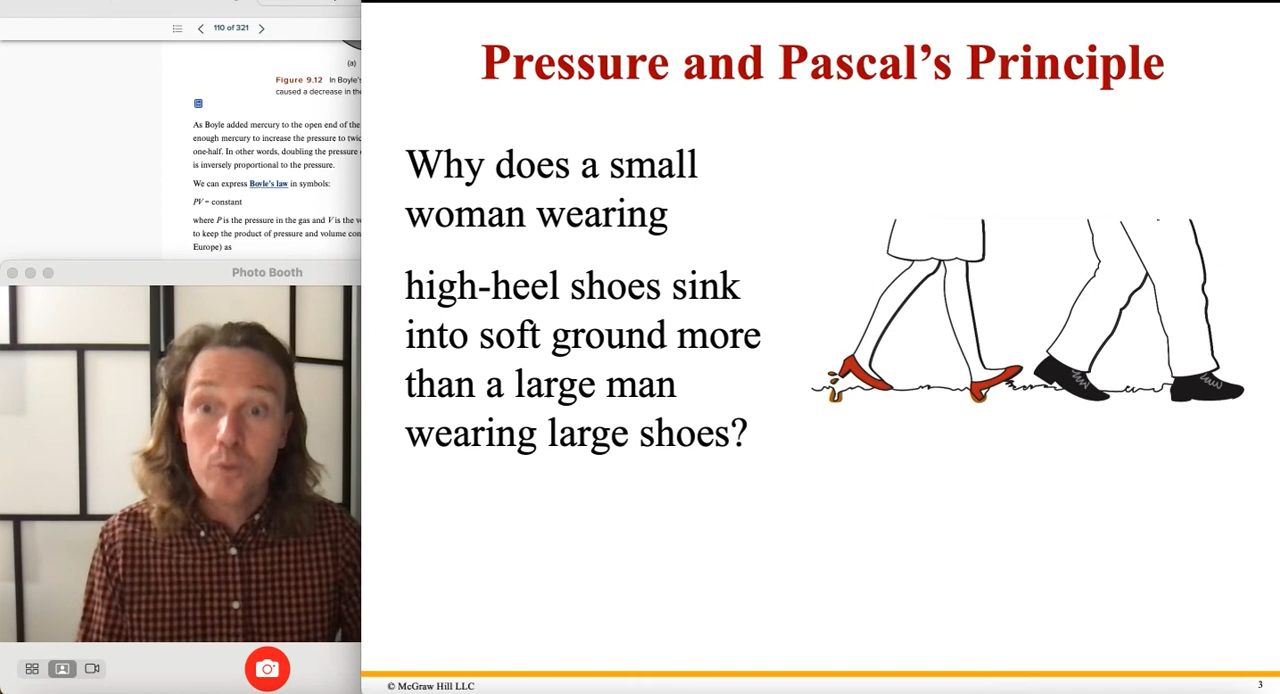 110 of 321
(a)
Figure 9.12 In Boyle's
caused a decrease in the
As Boyle added mercury to the open end of the
enough mercury to increase the pressure to twic
one-half. In other words, doubling the pressure
is inversely proportional to the pressure.
We can express Boyle's law in symbols:
PV = constant
where P is the pressure in the gas and V is the v
to keep the product of pressure and volume con
Europe) as
Photo Booth
Pressure and Pascal’s Principle
Why does a small
woman wearing
high-heel shoes sink
into soft ground more
than a large man
wearing large shoes?
© McGraw Hill LLC
3